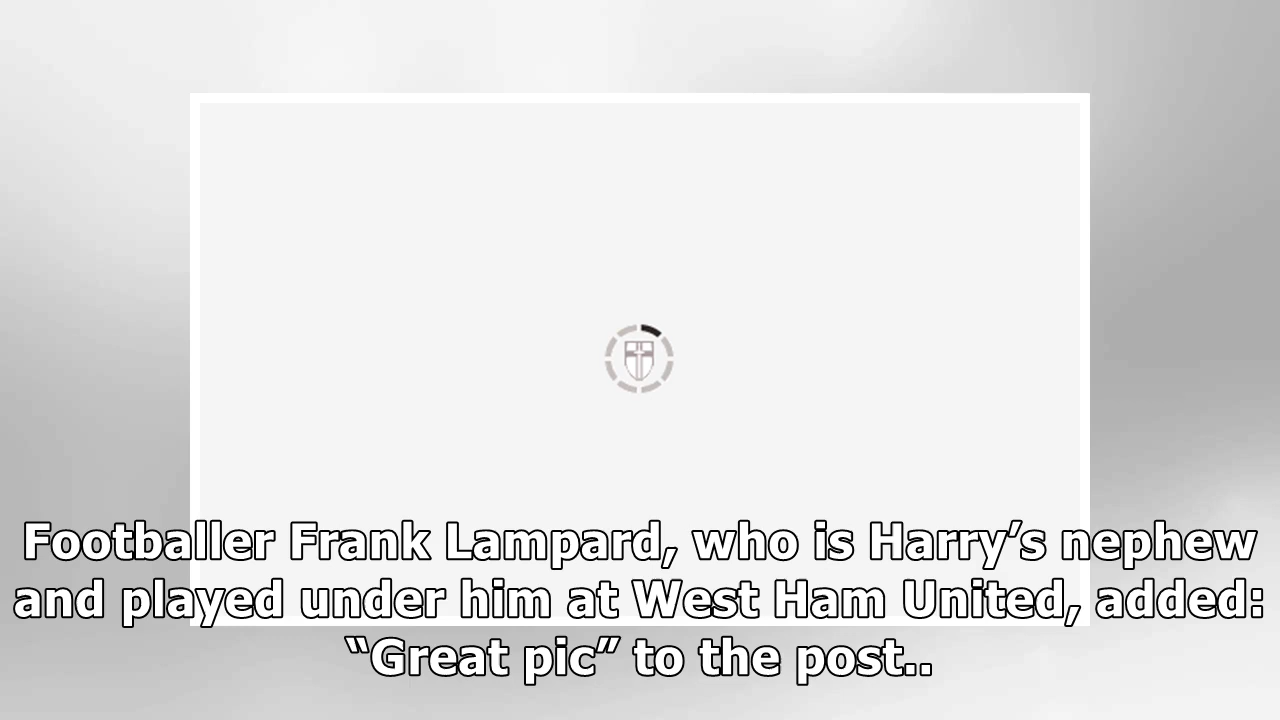 Footballer Frank Lampard, who is Harry’s nephew
and played under him at West Ham United, added:
“Great pic” to the post..